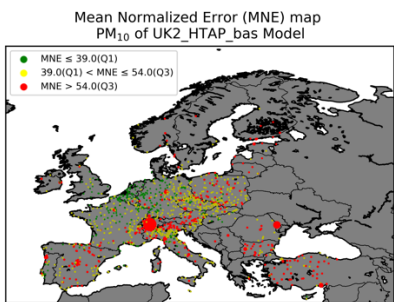 Mean Normalized Error (MNE) map
PM10 of UK2_HTAP_bas Model
MNE ≤ 39.0(Q1)
39.0(Q1) < MNE ≤ 54.0(Q3)
MNE > 54.0(Q3)